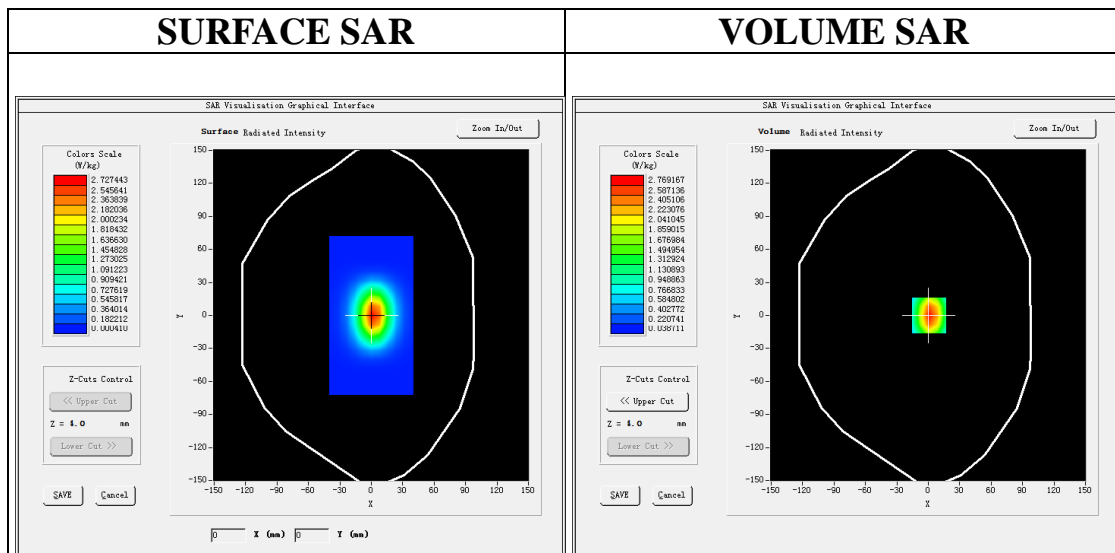 SURFACE SAR
VOLUME SAR
SAR Visualisation Graphical Interface
Surface Radiated Intensity
Zoom In/Out
Colors Scale
(W/kg)
2.727443
2.545641
2.363839
2.182036
2.000234
1.818432
1.636630
1.454828
1.273025
1.091223
0.909421
0.727619
0.545817
0.364014
0.182212
0.000410
Z-Cuts Control
<< Upper Cut
Z = 4.0 mm
Lower Cut >>
SAVE
Cancel
150
120
90
60
30
0
-30
-60
-90
-120
-150
Y
-150 -120 -90 -60 -30 0 30 60 90 120 150
X
0 X (mm) 0 Y (mm)
SAR Visualisation Graphical Interface
Volume Radiated Intensity
Zoom In/Out
Colors Scale
(W/kg)
2.769167
2.587136
2.405106
2.223076
2.041045
1.859015
1.676984
1.494954
1.312924
1.130893
0.948863
0.766833
0.584802
0.402772
0.220741
0.038711
Z-Cuts Control
<< Upper Cut
Z = 4.0 mm
Lower Cut >>
SAVE
Cancel
150
120
90
60
30
0
-30
-60
-90
-120
-150
Y
-150 -120 -90 -60 -30 0 30 60 90 120 150
X